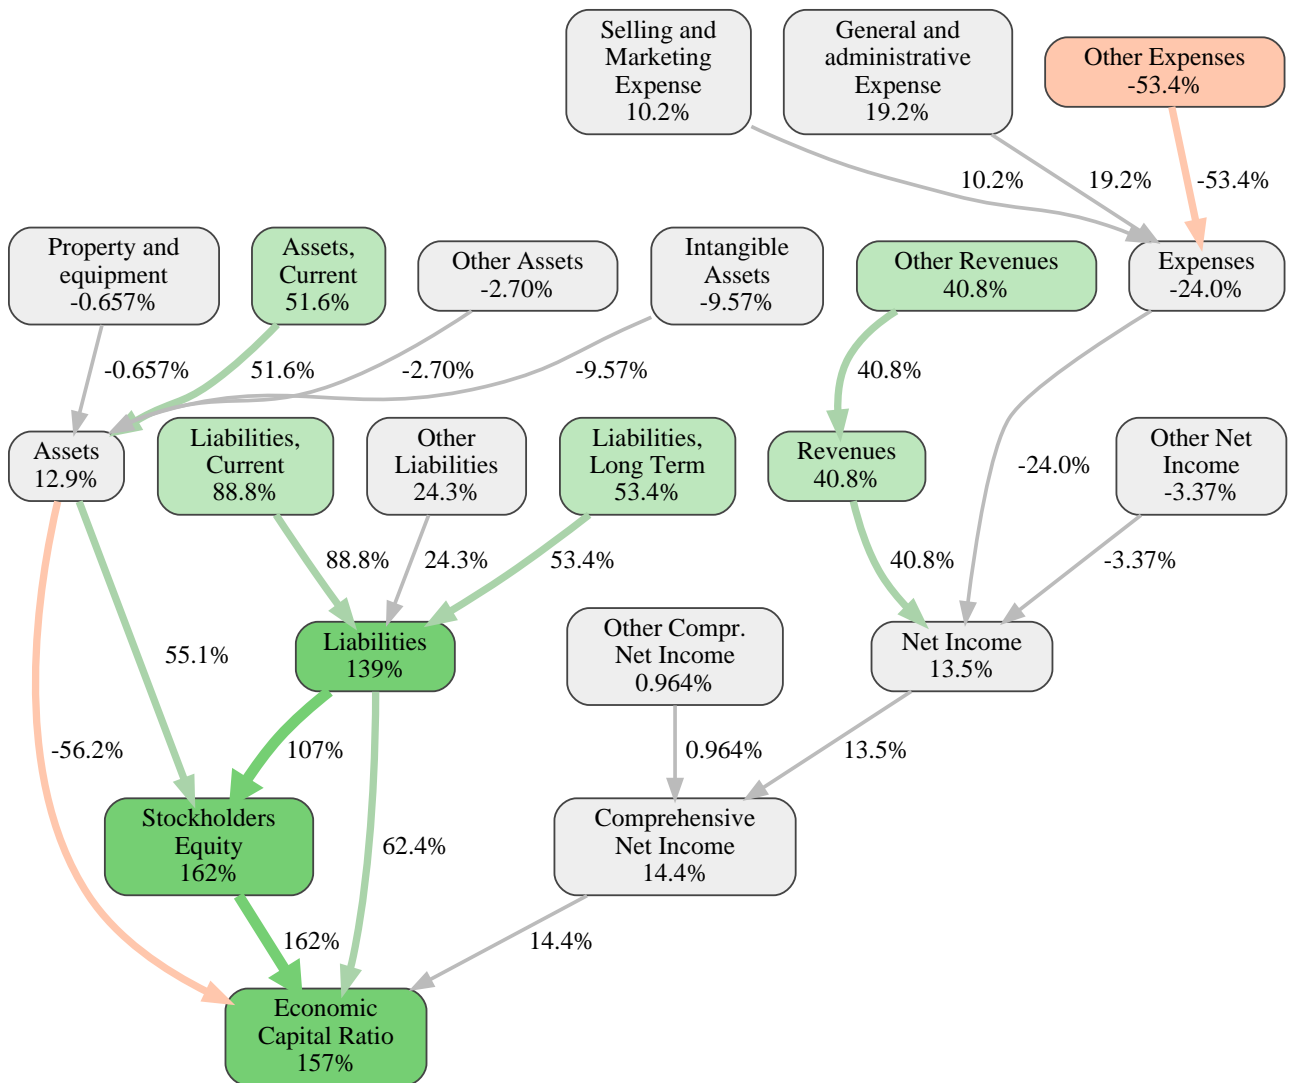 Selling and
Marketing
Expense
10.2%
General and
administrative
Expense
19.2%
Other Expenses
-53.4%
10.2%
19.2%
-53.4%
Property and
equipment
-0.657%
Assets,
Current
51.6%
Other Assets
-2.70%
Intangible
Assets
-9.57%
Other Revenues
40.8%
Expenses
-24.0%
-0.657%
51.6%
-2.70%
-9.57%
40.8%
Assets
12.9%
Liabilities,
Current
88.8%
Other
Liabilities
24.3%
Liabilities,
Long Term
53.4%
Revenues
40.8%
-24.0%
Other Net
Income
-3.37%
88.8%
24.3%
53.4%
40.8%
-3.37%
55.1%
Liabilities
139%
Other Compr.
Net Income
0.964%
Net Income
13.5%
-56.2%
107%
0.964%
13.5%
Stockholders
Equity
162%
62.4%
Comprehensive
Net Income
14.4%
162%
14.4%
Economic
Capital Ratio
157%